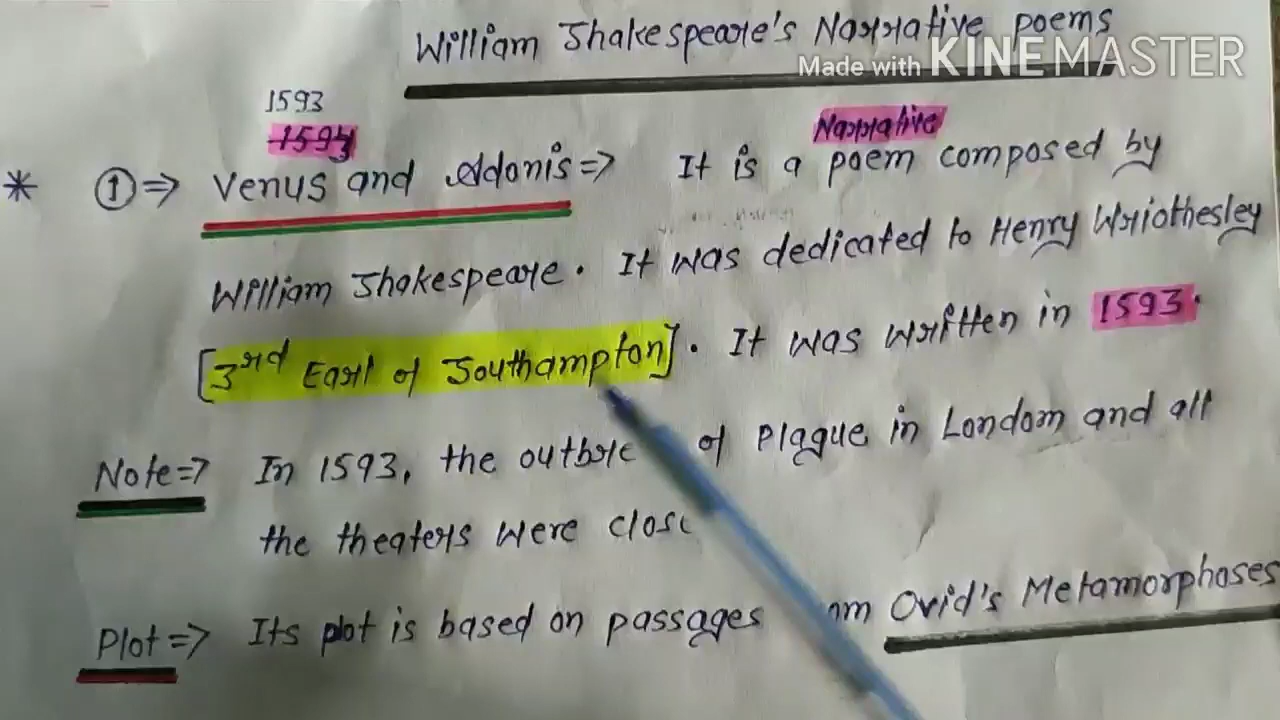 William Shakespeare's Narrative poems
Made with KINEMASTER
1593
1594
Narrative
* ① => Venus and Adonis => It is a poem composed by
William Shakespeare. It was dedicated to Henry Wriothesley
[3rd Earl of Southampton]. It was written in 1593.
Note => In 1593, the outbre of Plague in London and all
the theaters were close
Plot => Its plot is based on passages om Ovid's Metamorphoses